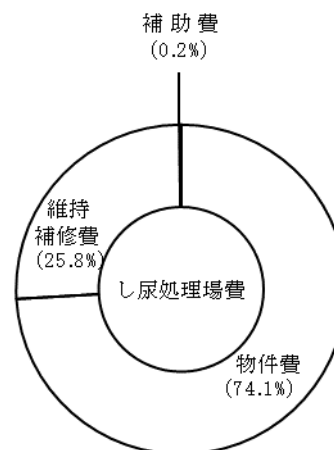 補助費
(0.2%)
維持
補修費
(25.8%)
し尿処理場費
物件費
(74.1%)